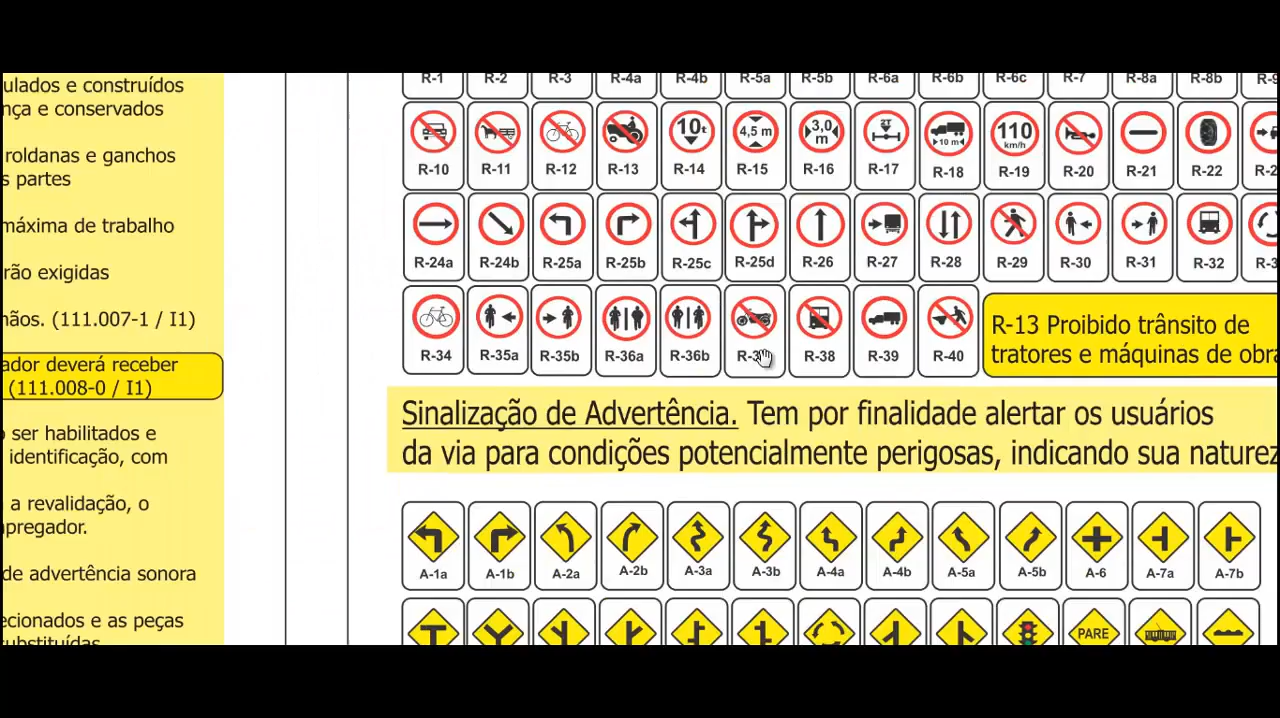 ulados e construídos
nça e conservados
roldanas e ganchos
s partes
máxima de trabalho
rão exigidas
nãos. (111.007-1 / I1)
ador deverá receber
(111.008-0 / I1)
o ser habilitados e
identificação, com
a revalidação, o
pregador.
de advertência sonora
ecionados e as peças
substituídas
R-1 R-2 R-3 R-4a R-4b R-5a R-5b R-6a R-6b R-6c R-7 R-8a R-8b
10t 4,5 m 3,0 m 2T 10 m 110 km/h
R-10 R-11 R-12 R-13 R-14 R-15 R-16 R-17 R-18 R-19 R-20 R-21 R-22
R-24a R-24b R-25a R-25b R-25c R-25d R-26 R-27 R-28 R-29 R-30 R-31 R-32
R-34 R-35a R-35b R-36a R-36b R-38 R-39 R-40
R-13 Proibido trânsito de
tratores e máquinas de obra
Sinalização de Advertência. Tem por finalidade alertar os usuários
da via para condições potencialmente perigosas, indicando sua naturez
A-1a A-1b A-2a A-2b A-3a A-3b A-4a A-4b A-5a A-5b A-6 A-7a A-7b
PARE